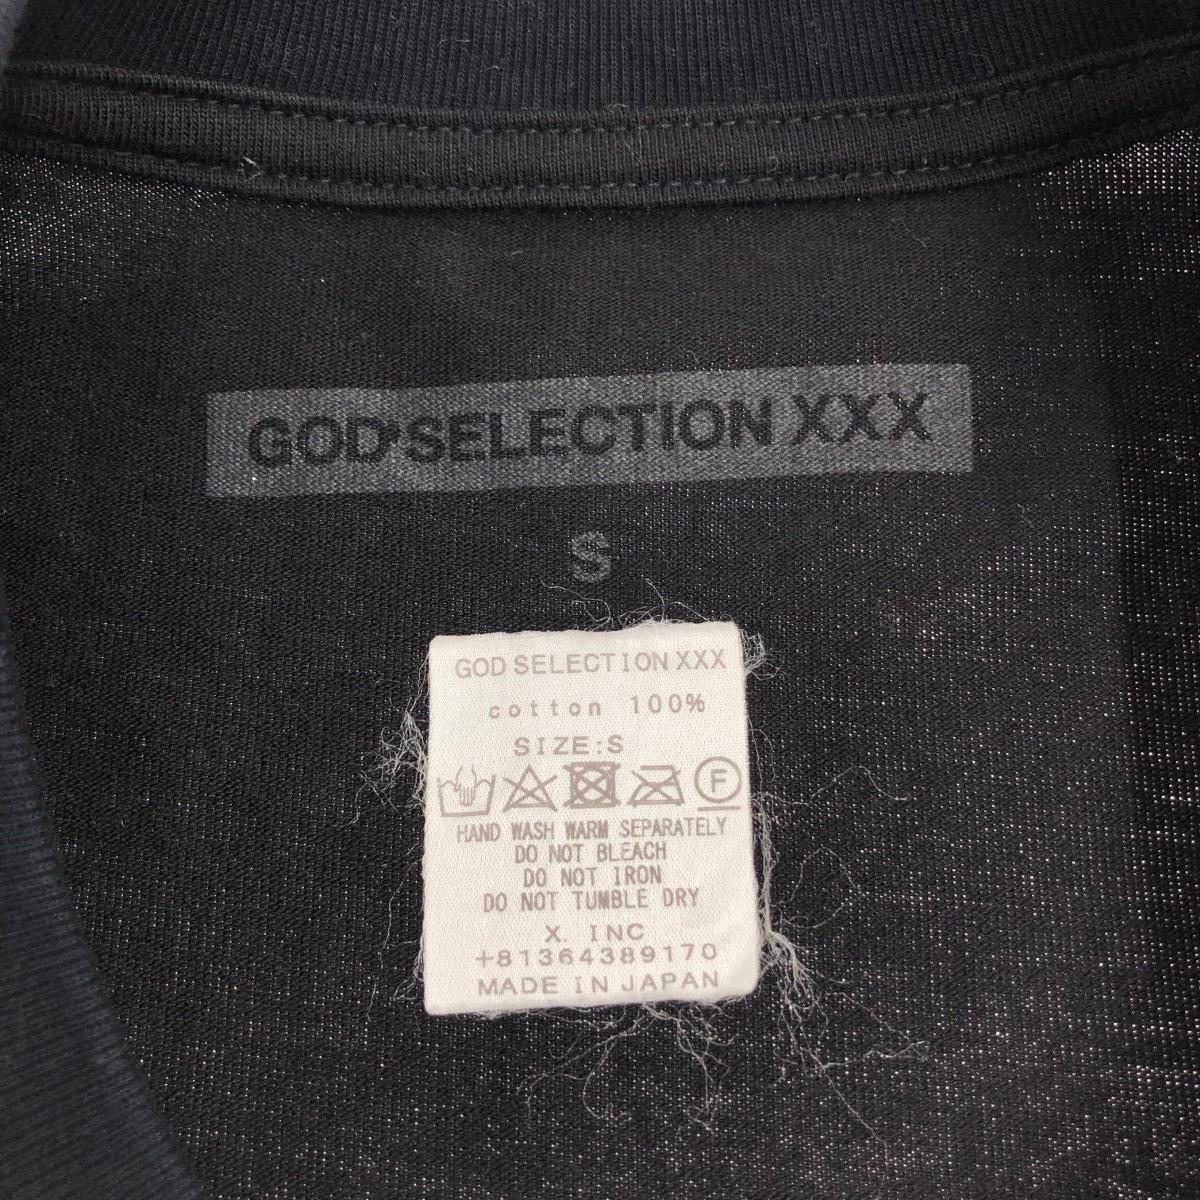 GOD'SELECTION XXX
S
GOD SELECTION XXX
cotton 100%
SIZE:S
F
HAND WASH WARM SEPARATELY
DO NOT BLEACH
DO NOT IRON
DO NOT TUMBLE DRY
X. INC
+81364389170
MADE IN JAPAN